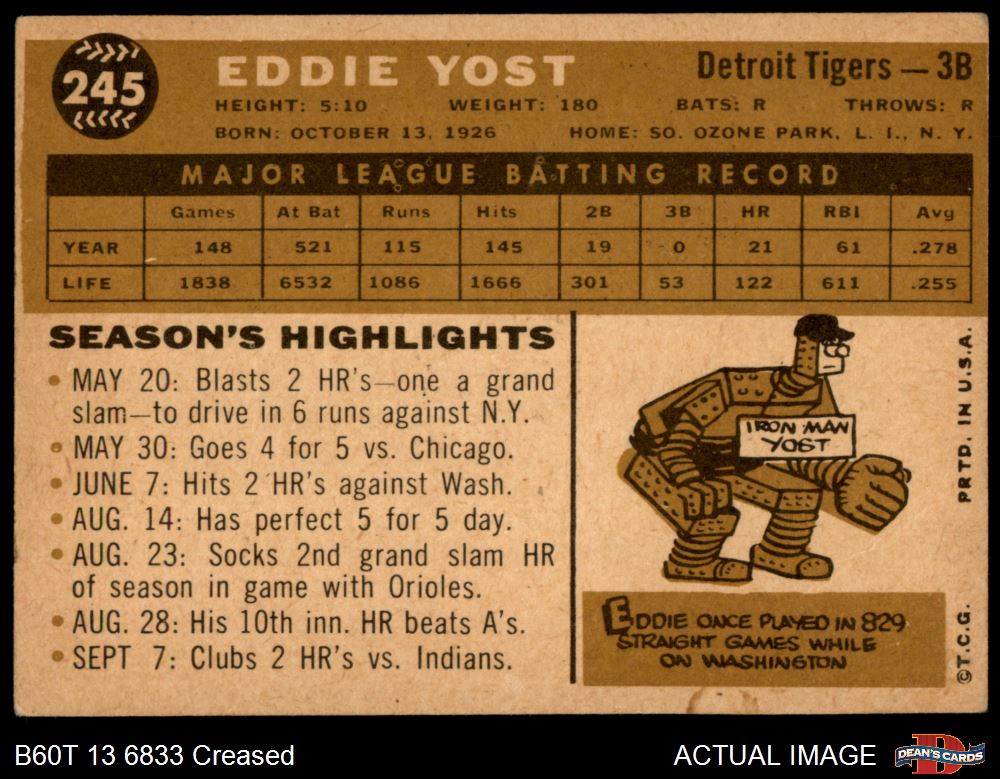 245
EDDIE YOST
Detroit Tigers — 3B
HEIGHT: 5:10 WEIGHT: 180 BATS: R THROWS: R
BORN: OCTOBER 13, 1926 HOME: SO. OZONE PARK, L. I., N. Y.
MAJOR LEAGUE BATTING RECORD
Games At Bat Runs Hits 2B 3B HR RBI Avg
YEAR 148 521 115 145 19 0 21 61 .278
LIFE 1838 6532 1086 1666 301 53 122 611 .255
SEASON'S HIGHLIGHTS
• MAY 20: Blasts 2 HR's—one a grand
slam—to drive in 6 runs against N.Y.
• MAY 30: Goes 4 for 5 vs. Chicago.
• JUNE 7: Hits 2 HR's against Wash.
• AUG. 14: Has perfect 5 for 5 day.
• AUG. 23: Socks 2nd grand slam HR
of season in game with Orioles.
• AUG. 28: His 10th inn. HR beats A's.
• SEPT 7: Clubs 2 HR's vs. Indians.
IRON MAN
YOST
EDDIE ONCE PLAYED IN 829
STRAIGHT GAMES WHILE
ON WASHINGTON
PRTD. IN U.S.A.
©T.C.G.
B60T 13 6833 Creased
ACTUAL IMAGE
DEAN'S CARDS